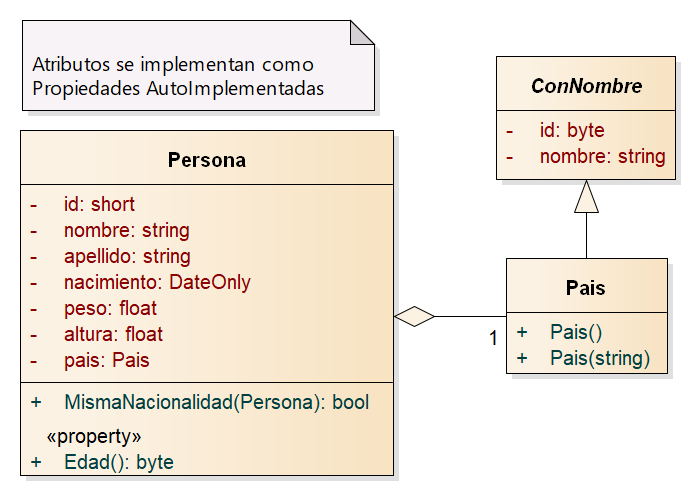 Atributos se implementan como
Propiedades AutoImplementadas
ConNombre
- id: byte
- nombre: string
Persona
- id: short
- nombre: string
- apellido: string
- nacimiento: DateOnly
- peso: float
- altura: float
- pais: Pais
+ MismaNacionalidad(Persona): bool
«property»
+ Edad(): byte
1
Pais
+ Pais()
+ Pais(string)